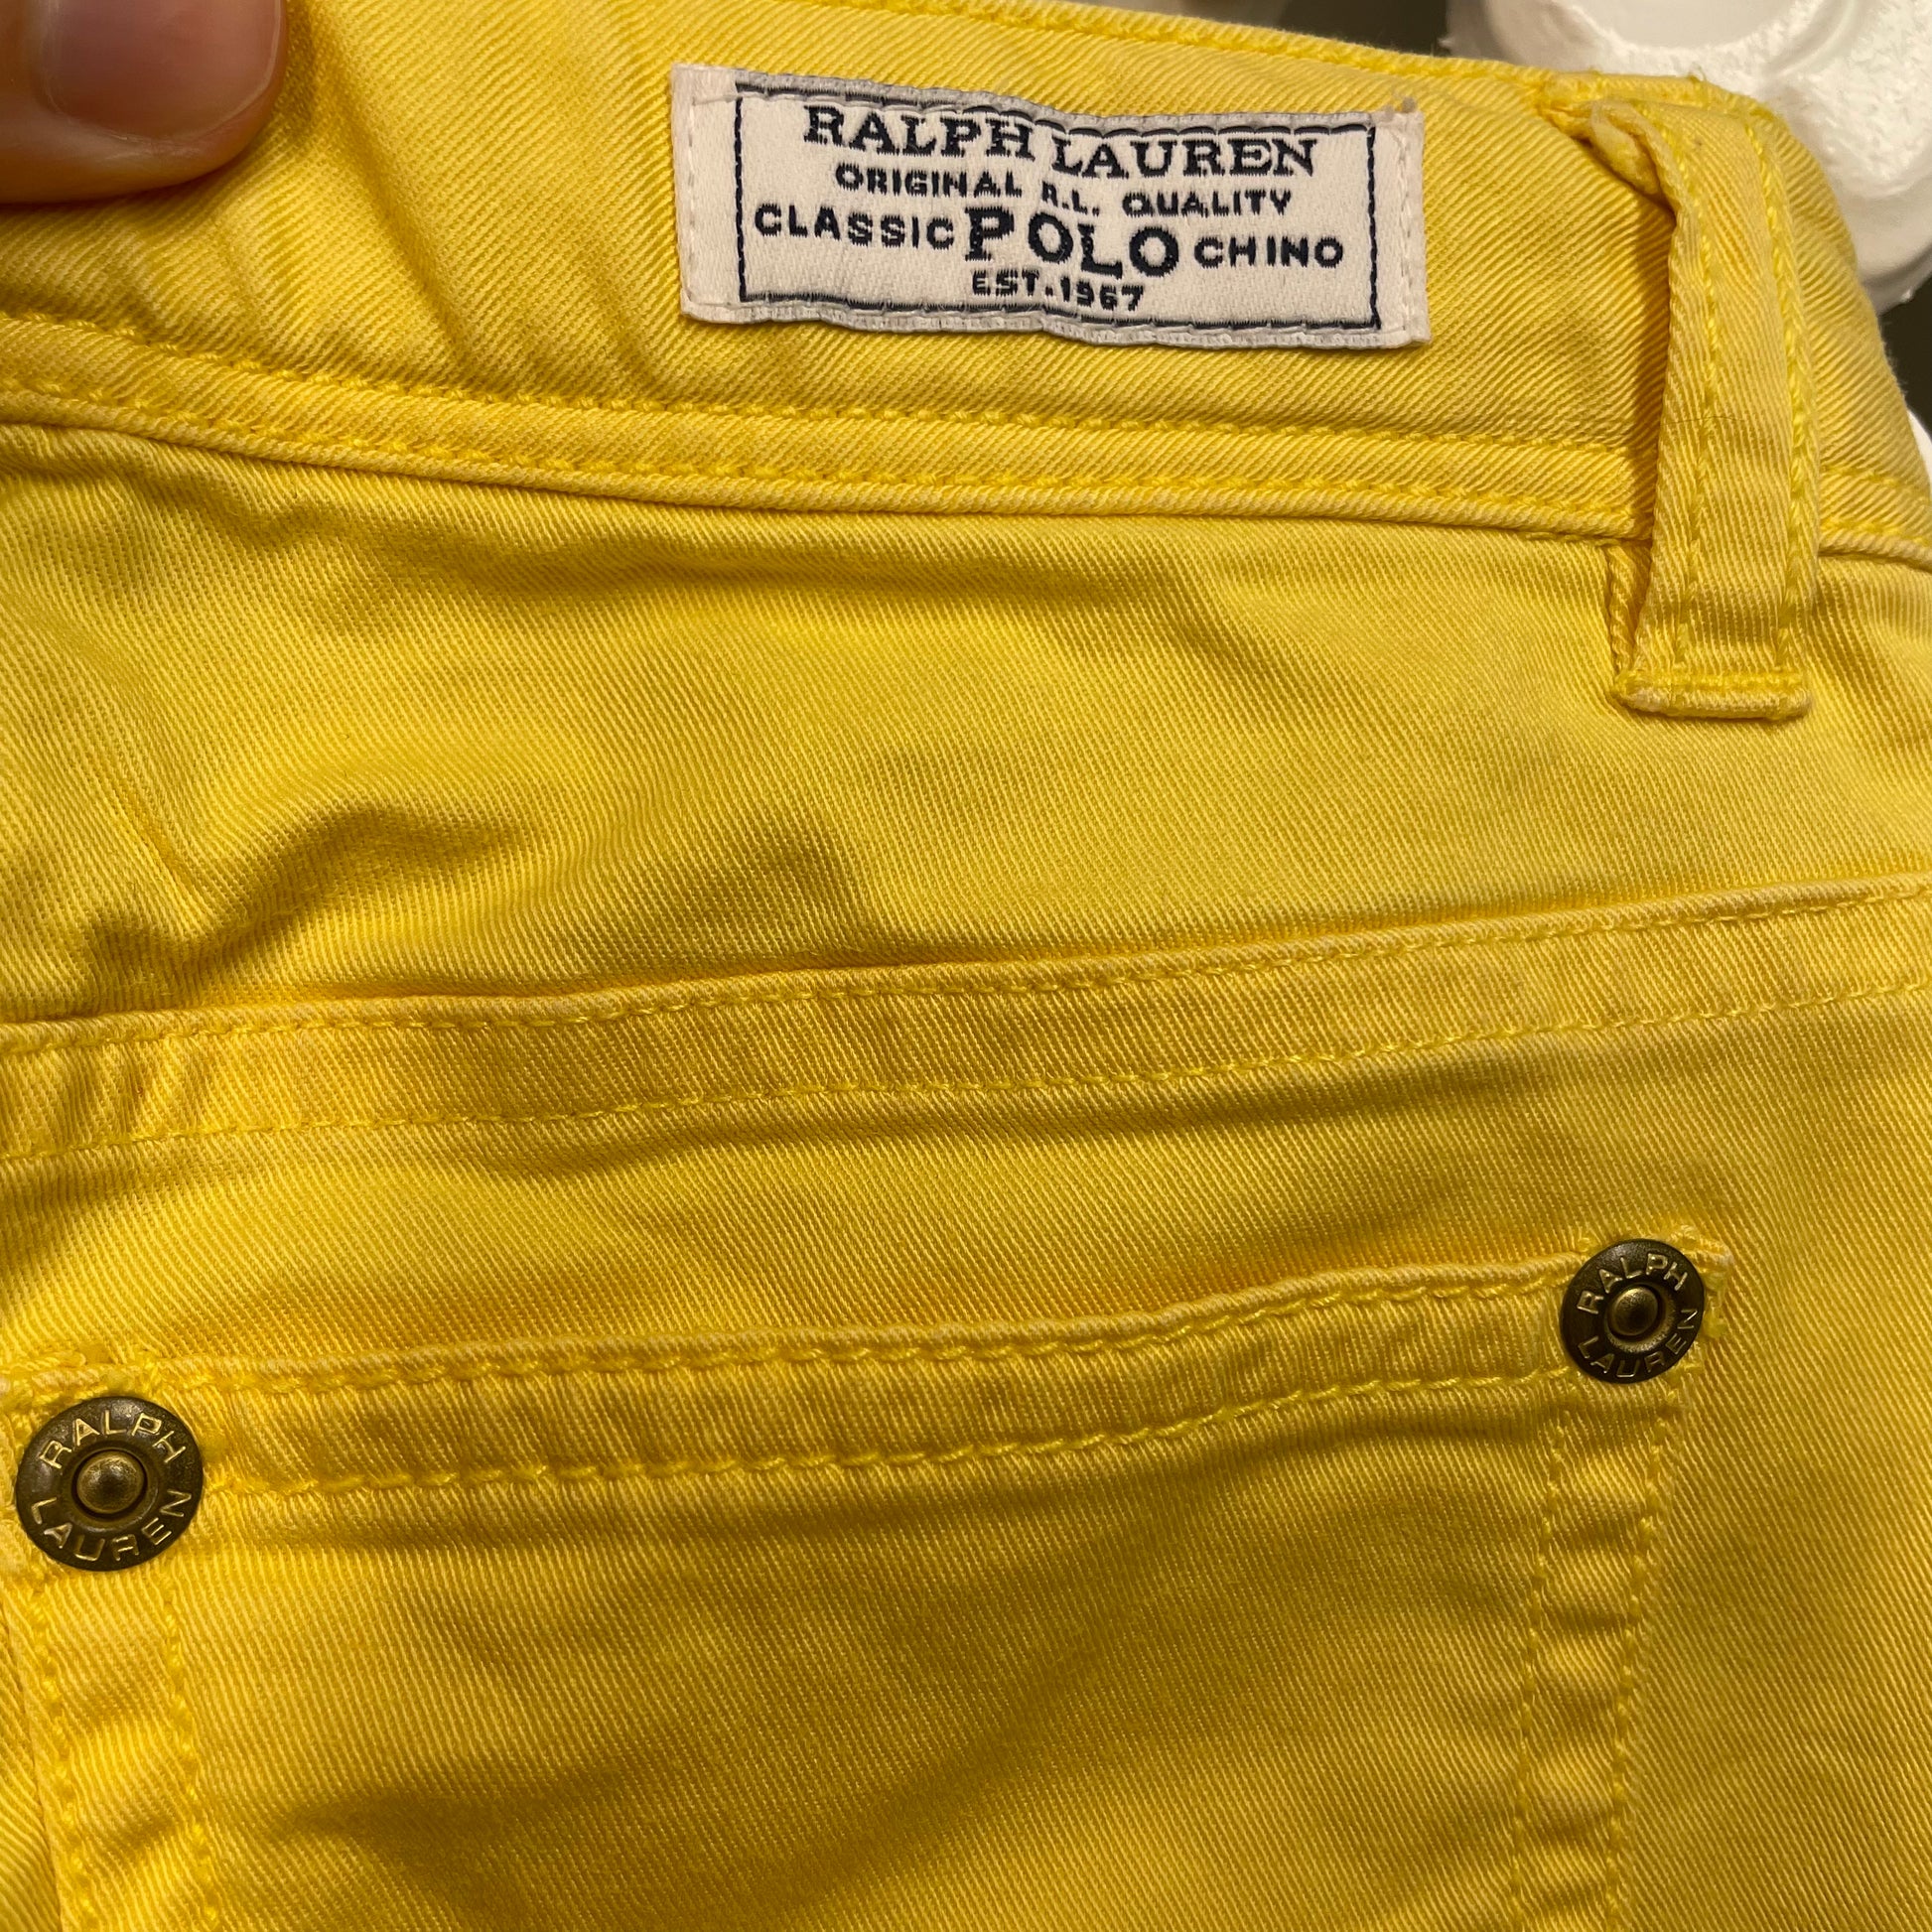 RALPH LAUREN
ORIGINAL R.L. QUALITY
CLASSIC POLO CHINO
EST.1967
RALPH
LAUREN
RALPH
LAUREN